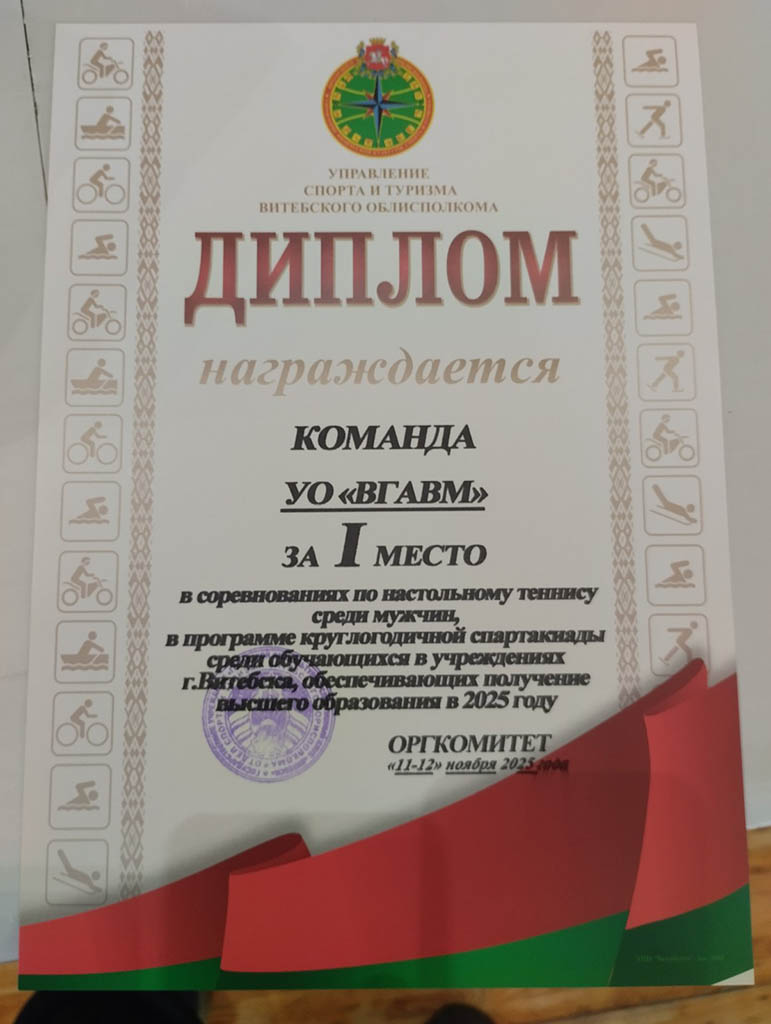 УПРАВЛЕНИЕ
СПОРТА И ТУРИЗМА
ВИТЕБСКОГО ОБЛИСПОЛКОМА
ДИПЛОМ
награждается
КОМАНДА
УО «ВГАВМ»
ЗА I МЕСТО
в соревнованиях по настольному теннису
среди мужчин,
в программе круглогодичной спартакиады
среди обучающихся в учреждениях
г.Витебска, обеспечивающих получение
высшего образования в 2025 году
ОРГКОМИТЕТ
«11-12» ноября 2025 года